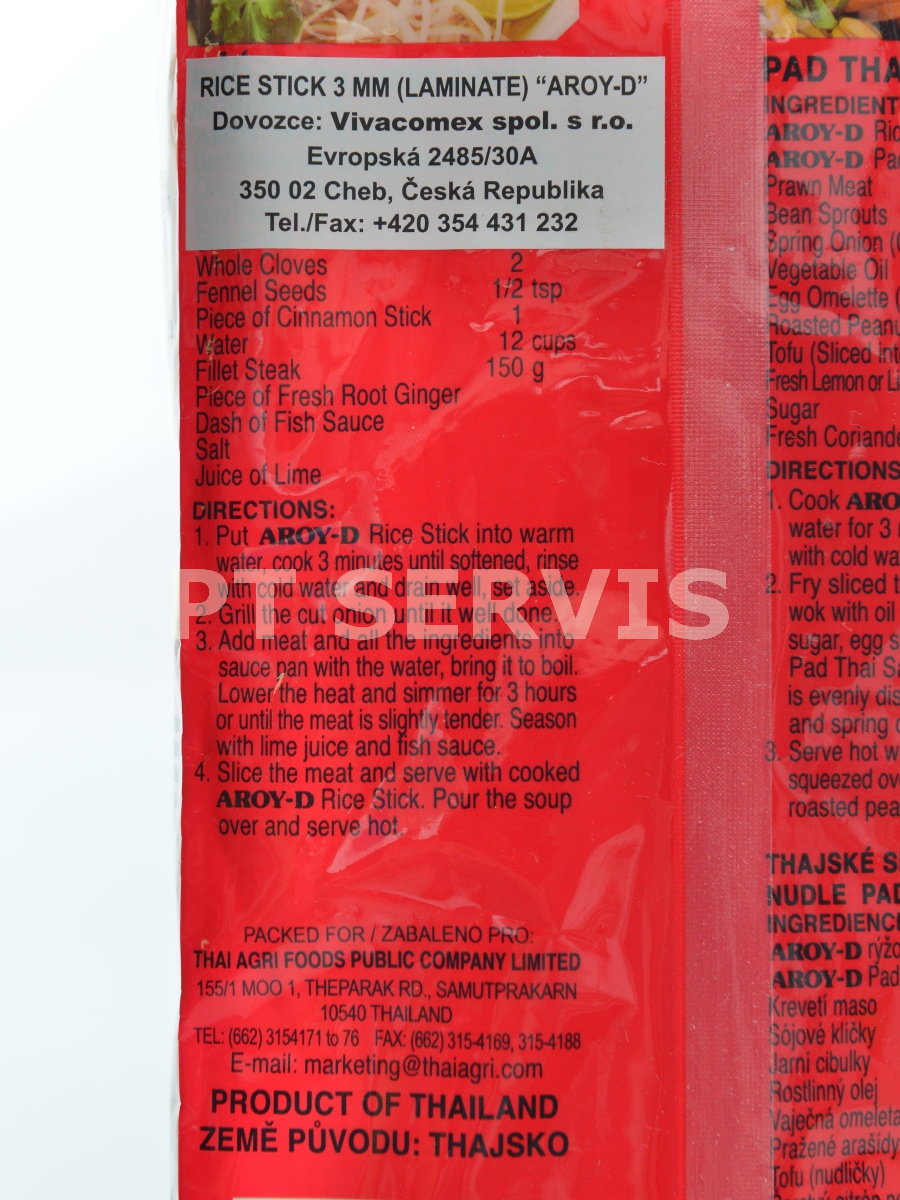 RICE STICK 3 MM (LAMINATE) “AROY-D”
Dovozce: Vivacomex spol. s r.o.
Evropská 2485/30A
350 02 Cheb, Česká Republika
Tel./Fax: +420 354 431 232
Whole Cloves 2
Fennel Seeds 1/2 tsp
Piece of Cinnamon Stick 1
Water 12 cups
Fillet Steak 150 g
Piece of Fresh Root Ginger
Dash of Fish Sauce
Salt
Juice of Lime
DIRECTIONS:
1. Put AROY-D Rice Stick into warm
water, cook 3 minutes until softened, rinse
with cold water and drain well, set aside.
2. Grill the cut onion until it well done.
3. Add meat and all the ingredients into
sauce pan with the water, bring it to boil.
Lower the heat and simmer for 3 hours
or until the meat is slightly tender. Season
with lime juice and fish sauce.
4. Slice the meat and serve with cooked
AROY-D Rice Stick. Pour the soup
over and serve hot.
PACKED FOR / ZABALENO PRO:
THAI AGRI FOODS PUBLIC COMPANY LIMITED
155/1 MOO 1, THEPARAK RD., SAMUTPRAKARN
10540 THAILAND
TEL: (662) 3154171 to 76 FAX: (662) 315-4169, 315-4188
E-mail: marketing@thaiagri.com
PRODUCT OF THAILAND
ZEMĚ PŮVODU: THAJSKO
PT SERVIS
PAD THA
INGREDIENT
AROY-D Ric
AROY-D Pad
Prawn Meat
Bean Sprouts
Spring Onion (
Vegetable Oil
Egg Omelette (
Roasted Peanu
Tofu (Sliced int
Fresh Lemon or Li
Sugar
Fresh Coriande
DIRECTIONS
1. Cook ARO
water for 3
with cold wa
2. Fry sliced t
wok with oil
sugar, egg s
Pad Thai Sa
is evenly dis
and spring o
3. Serve hot w
squeezed ov
roasted pea
THAJSKÉ S
NUDLE PAD
INGREDIENC
AROY-D rýžo
AROY-D Pad
Krevetí maso
Sójové klíčky
Jarní cibulky
Rostlinný olej
Vaječná omeleta
Pražené arašídy
Tofu (nudličky)